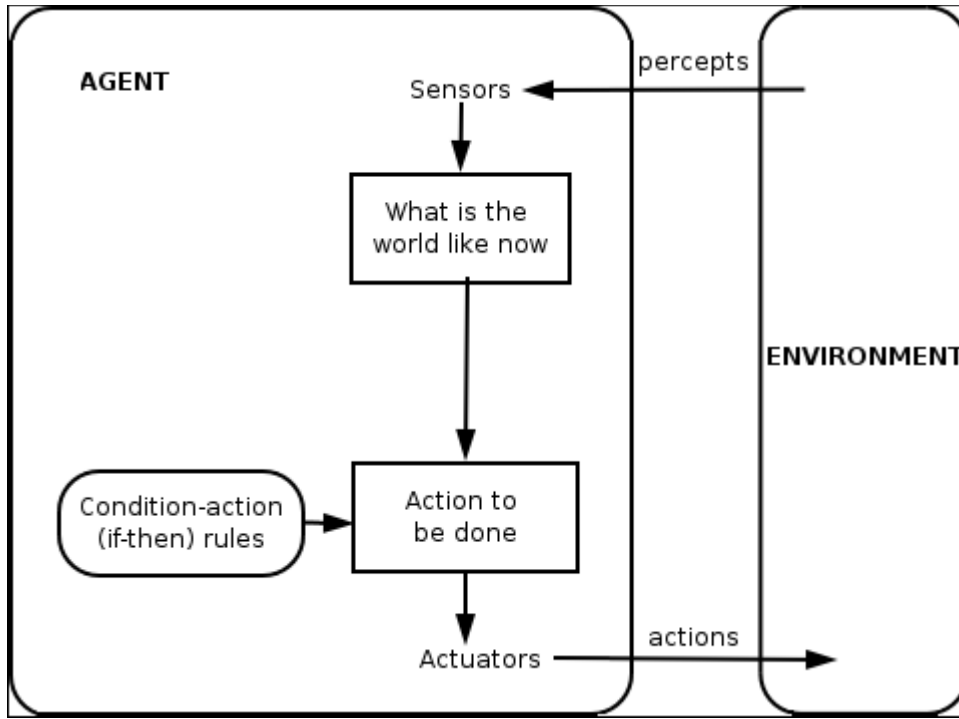 AGENT
percepts
Sensors
What is the
world like now
ENVIRONMENT
Condition-action
(if-then) rules
Action to
be done
Actuators
actions